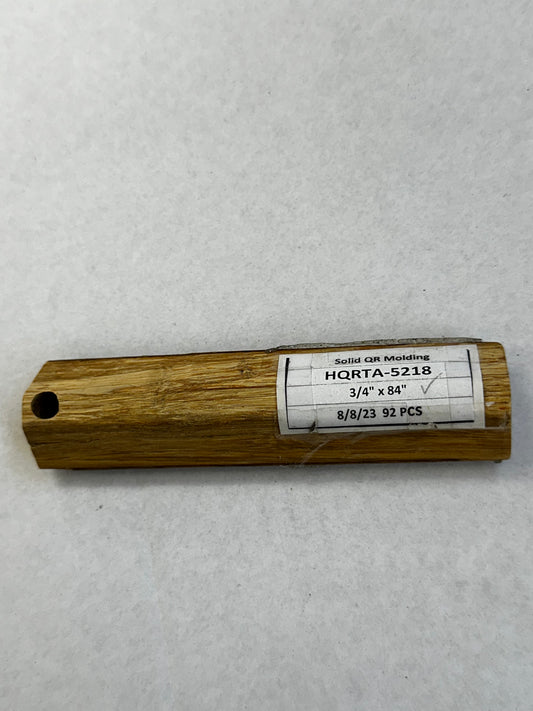 Solid QR Molding
HQRTA-5218
3/4" x 84"
8/8/23 92 PCS